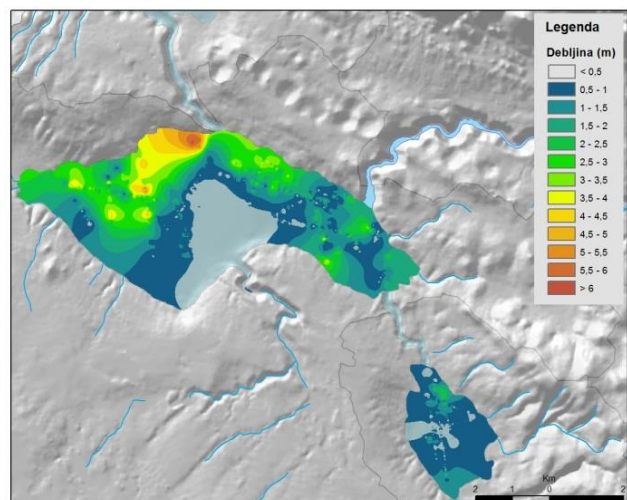 Legenda
Debljina (m)
< 0,5
0,5 - 1
1 - 1,5
1,5 - 2
2 - 2,5
2,5 - 3
3 - 3,5
3,5 - 4
4 - 4,5
4,5 - 5
5 - 5,5
5,5 - 6
> 6
Km
2 1 0 2